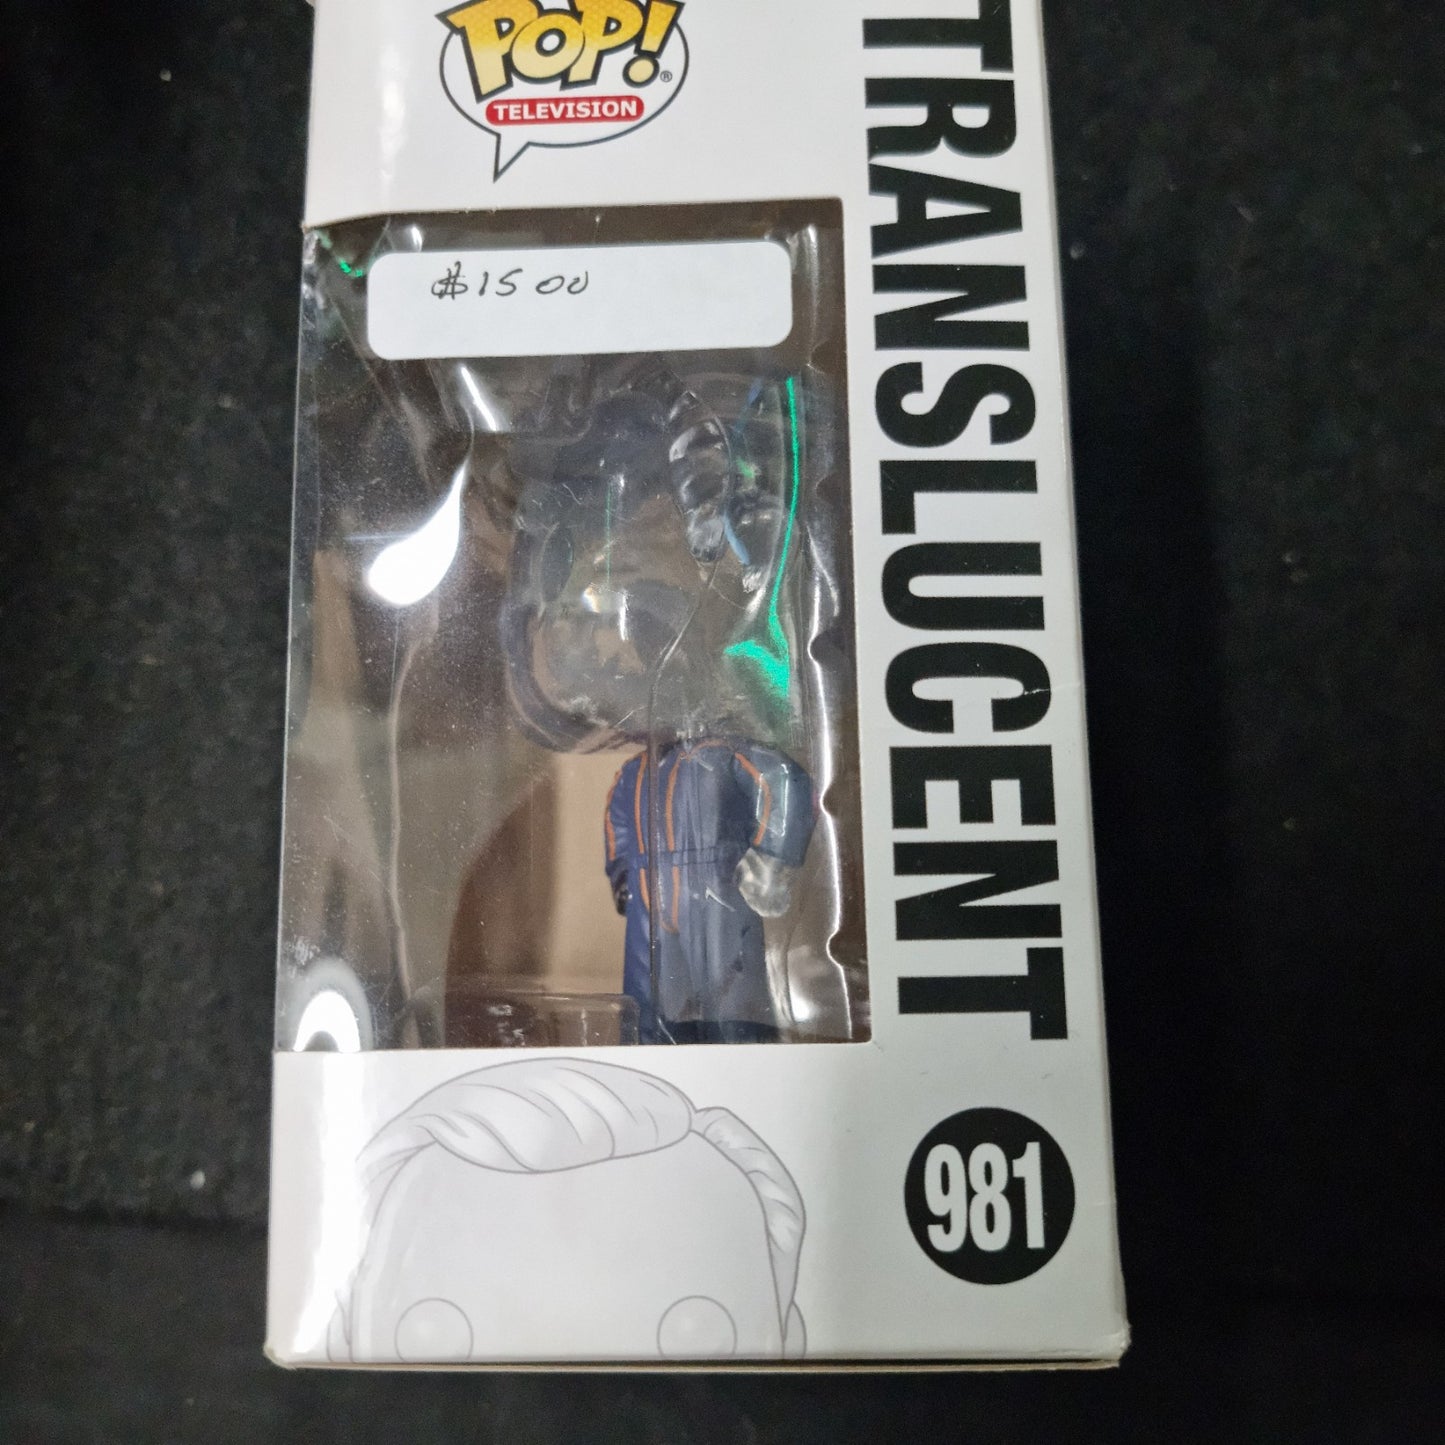 POP!®
TELEVISION
$15 00
TRANSLUCENT
981